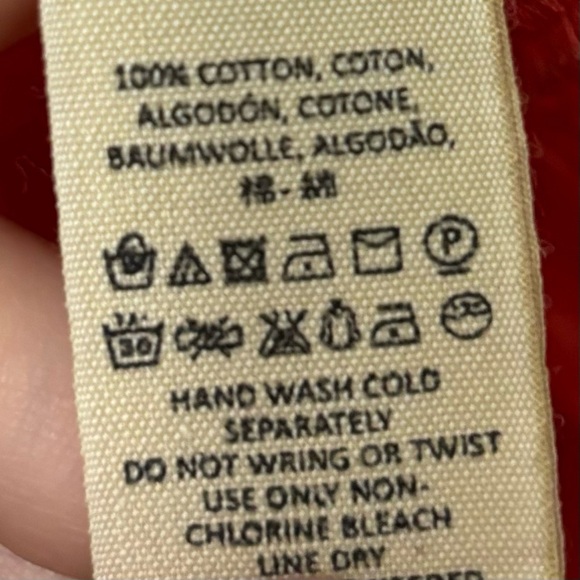 100% COTTON, COTON,
ALGODÓN, COTONE,
BAUMWOLLE, ALGODÃO,
棉 - 綿
P
30
HAND WASH COLD
SEPARATELY
DO NOT WRING OR TWIST
USE ONLY NON-
CHLORINE BLEACH
LINE DRY